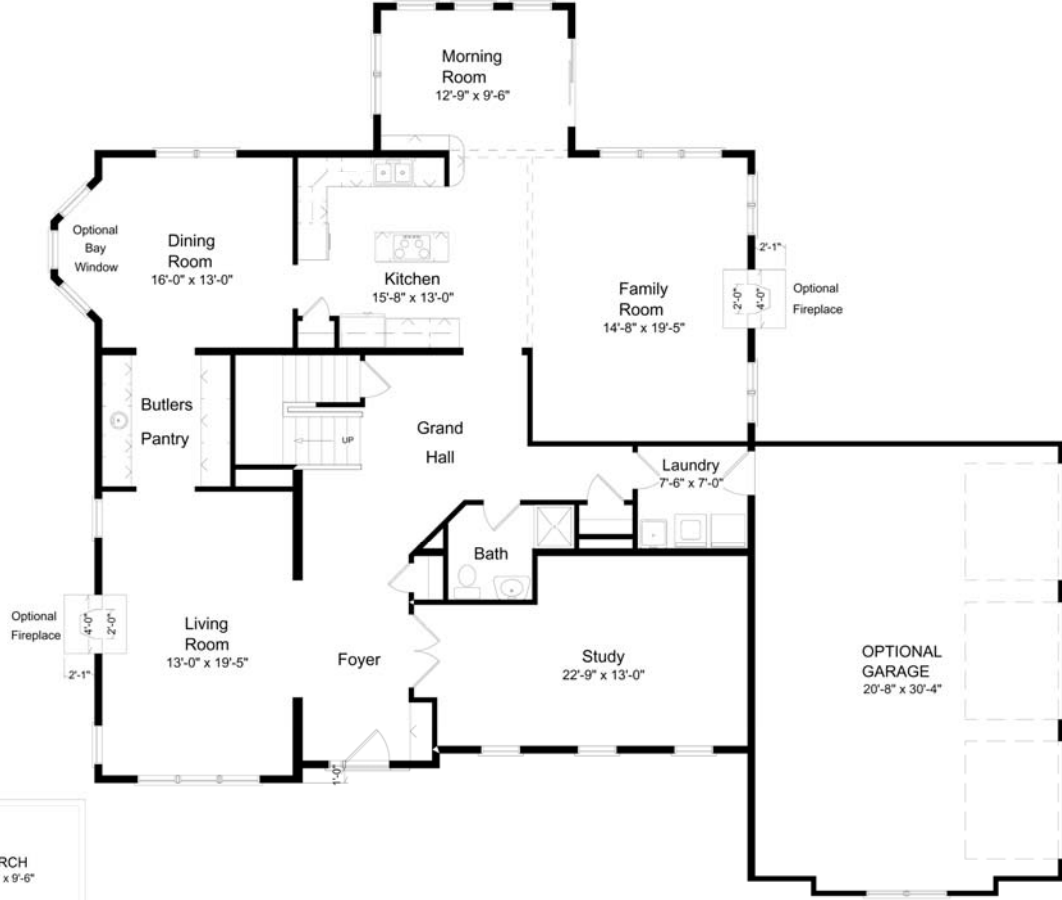 Morning
Room
12'-9" x 9'-6"
Optional
Bay
Window
Dining
Room
16'-0" x 13'-0"
Kitchen
15'-8" x 13'-0"
Family
Room
14'-8" x 19'-5"
2'-1"
2'-0"
4'-0"
Optional
Fireplace
Butlers
Pantry
UP
Grand
Hall
Laundry
7'-6" x 7'-0"
Bath
Optional
Fireplace
4'-0"
2'-0"
2'-1"
Living
Room
13'-0" x 19'-5"
Foyer
Study
22'-9" x 13'-0"
OPTIONAL
GARAGE
20'-8" x 30'-4"
1'-0"
RCH
x 9'-6"